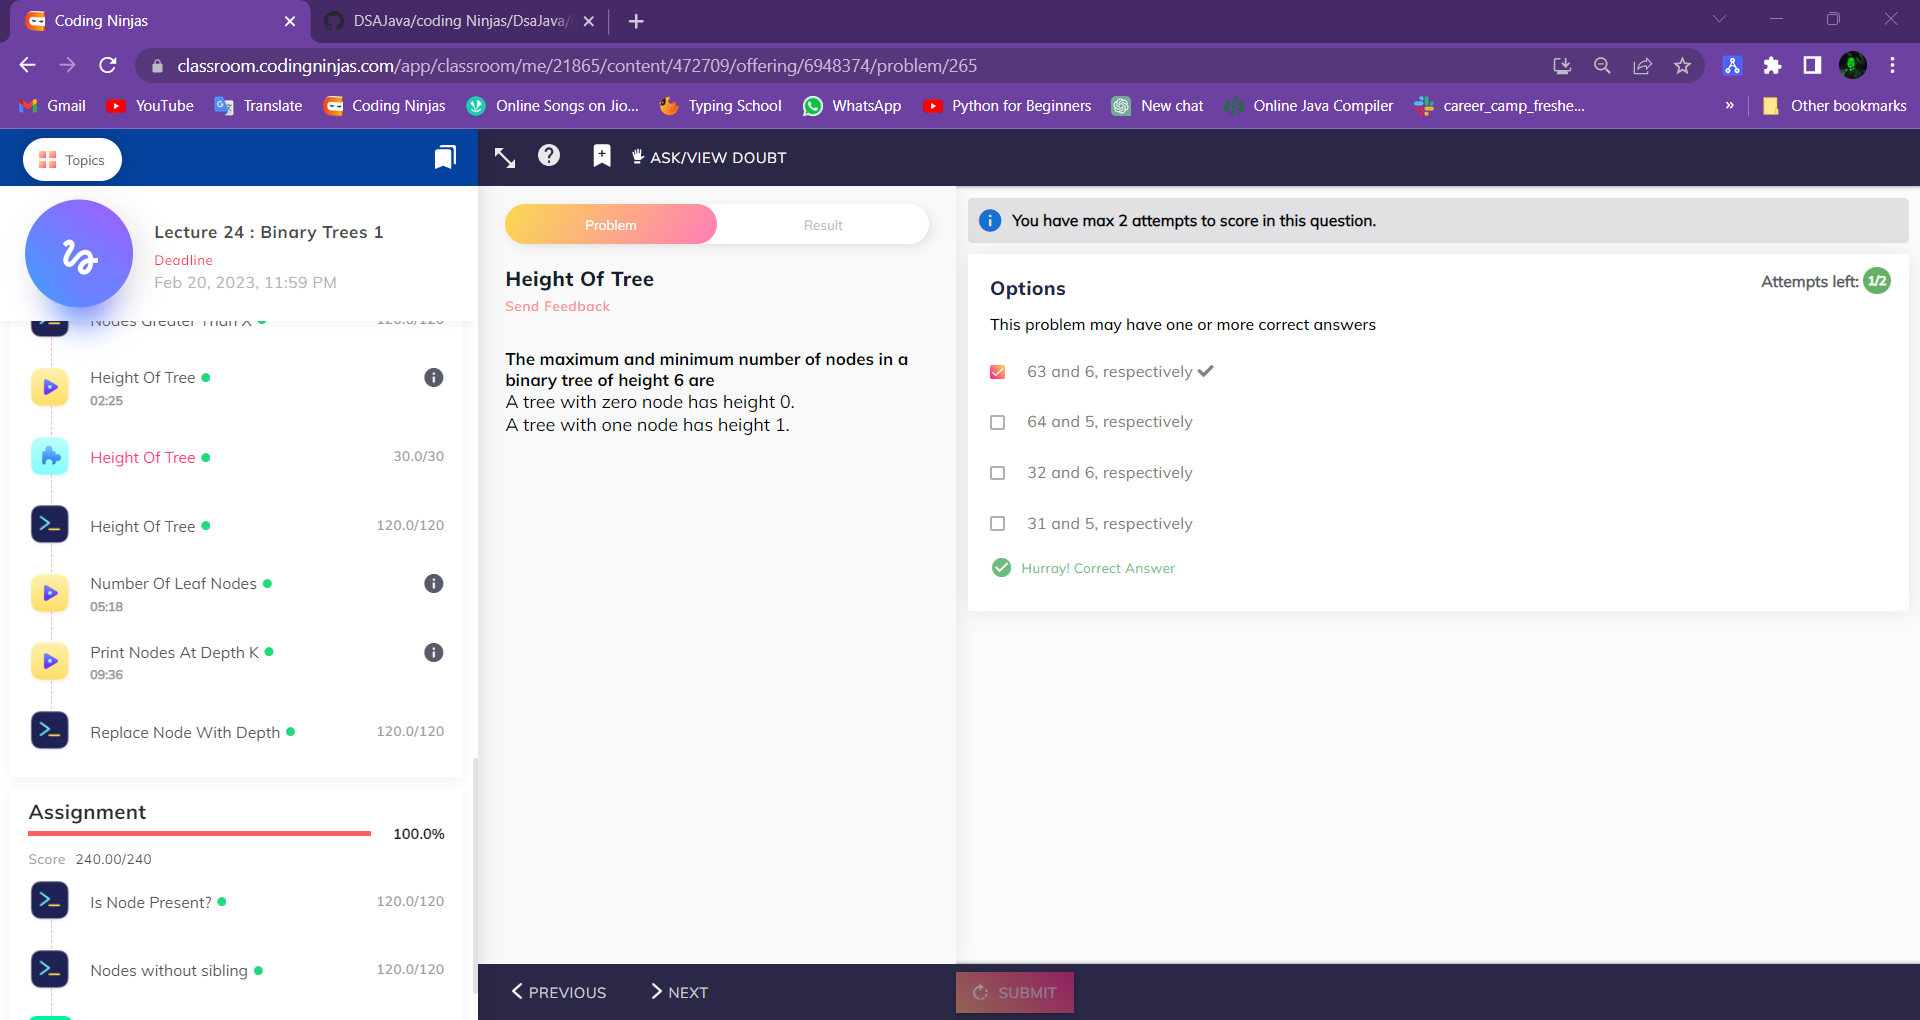 Coding Ninjas
DSAJava/coding Ninjas/DsaJava/
classroom.codingninjas.com/app/classroom/me/21865/content/472709/offering/6948374/problem/265
Gmail
YouTube
Translate
Coding Ninjas
Online Songs on Jio...
Typing School
WhatsApp
Python for Beginners
New chat
Online Java Compiler
career_camp_freshe...
»
Other bookmarks
Topics
ASK/VIEW DOUBT
Lecture 24 : Binary Trees 1
Deadline
Feb 20, 2023, 11:59 PM
Nodes Greater Than X
120.0/120
Height Of Tree
02:25
Height Of Tree
30.0/30
Height Of Tree
120.0/120
Number Of Leaf Nodes
05:18
Print Nodes At Depth K
09:36
Replace Node With Depth
120.0/120
Assignment
100.0%
Score 240.00/240
Is Node Present?
120.0/120
Nodes without sibling
120.0/120
Problem
Result
Height Of Tree
Send Feedback
The maximum and minimum number of nodes in a
binary tree of height 6 are
A tree with zero node has height 0.
A tree with one node has height 1.
You have max 2 attempts to score in this question.
Options
Attempts left: 1/2
This problem may have one or more correct answers
63 and 6, respectively
64 and 5, respectively
32 and 6, respectively
31 and 5, respectively
Hurray! Correct Answer
PREVIOUS
NEXT
SUBMIT